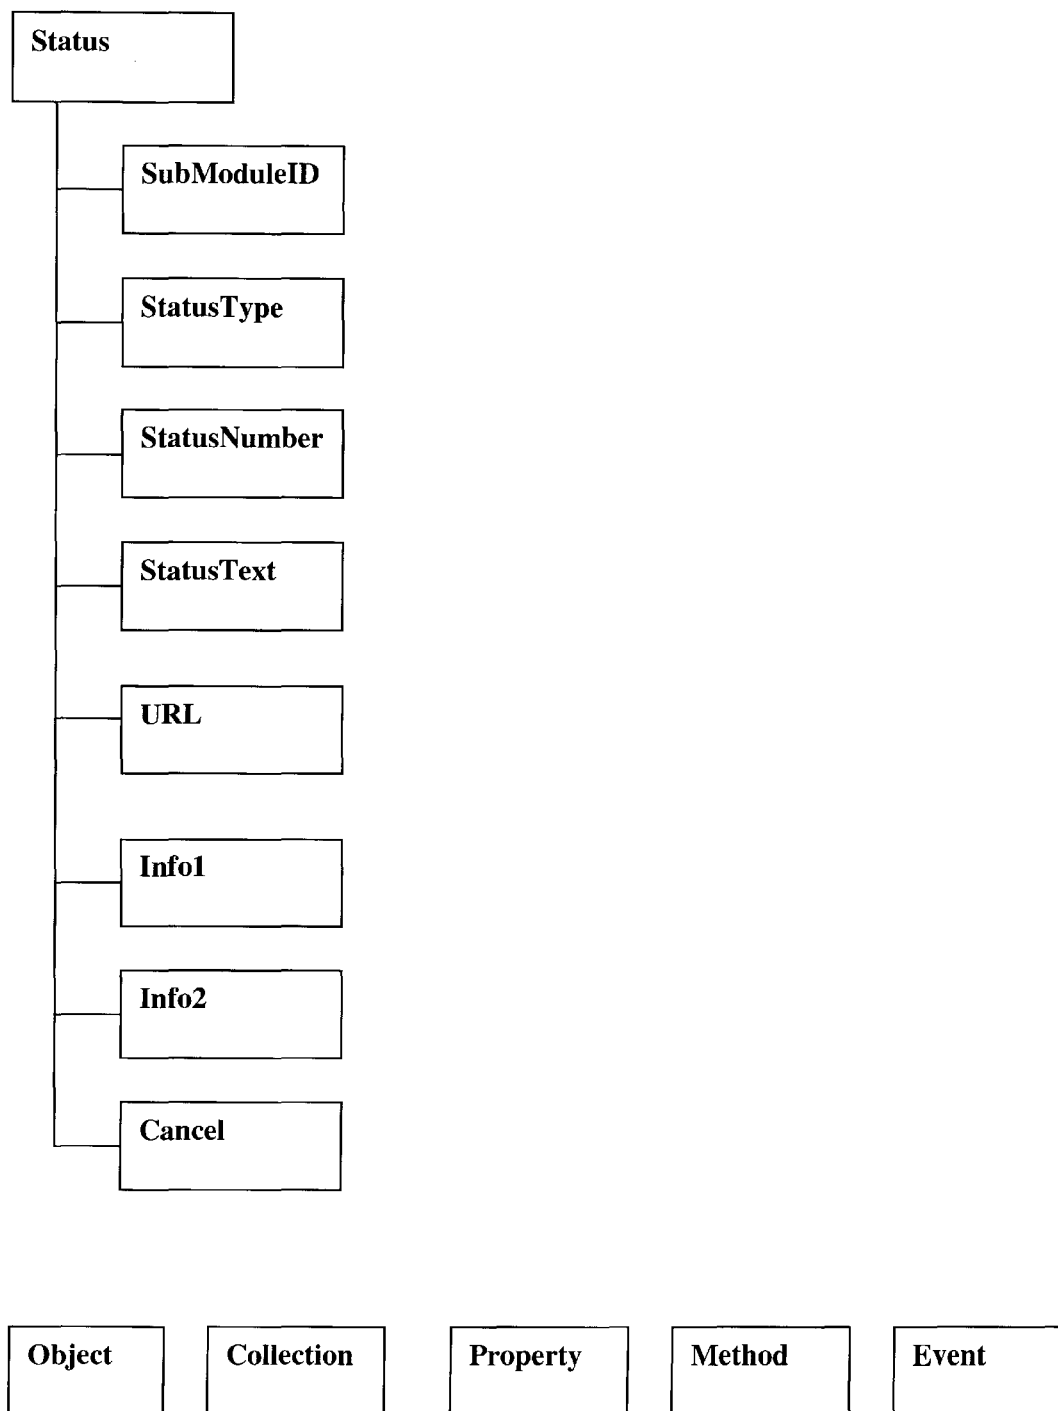 Status
SubModuleID
StatusType
StatusNumber
StatusText
URL
Info1
Info2
Cancel
Object
Collection
Property
Method
Event